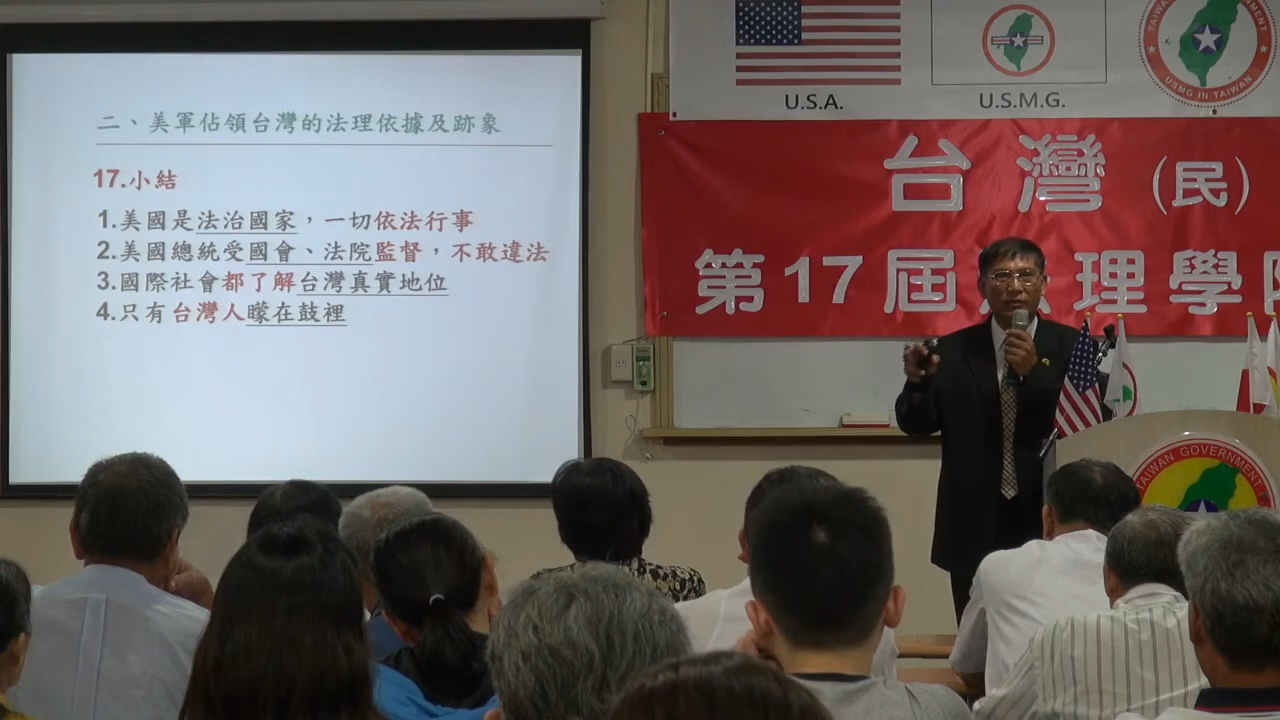 二、美軍佔領台灣的法理依據及跡象
17.小結
1.美國是法治國家，一切依法行事
2.美國總統受國會、法院監督，不敢違法
3.國際社會都了解台灣真實地位
4.只有台灣人矇在鼓裡
U.S.A.
U.S.M.G.
USMG IN TAIWAN
台灣(民)
第17屆 理學
TAIWAN GOVERNMENT